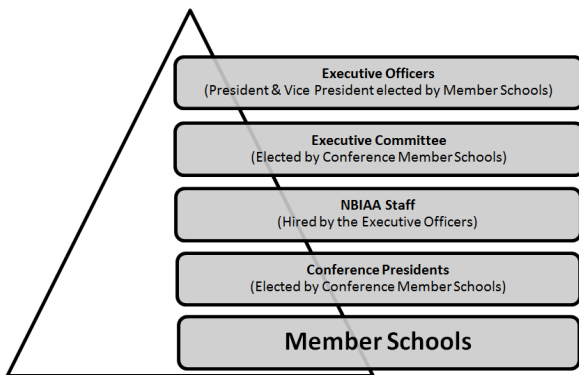 Executive Officers
(President & Vice President elected by Member Schools)
Executive Committee
(Elected by Conference Member Schools)
NBIAA Staff
(Hired by the Executive Officers)
Conference Presidents
(Elected by Conference Member Schools)
Member Schools